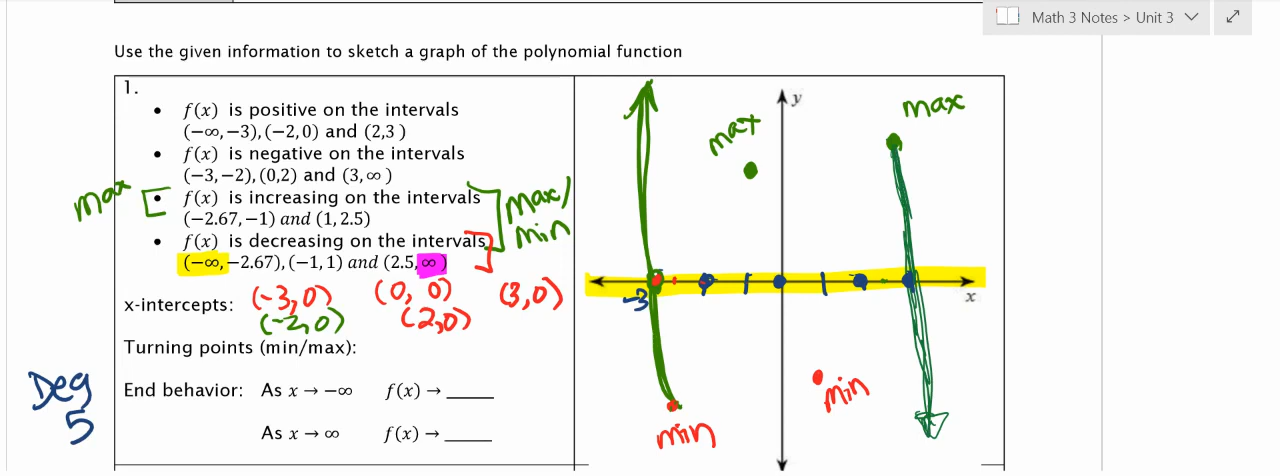 Math 3 Notes > Unit 3
Use the given information to sketch a graph of the polynomial function
1.
• f(x) is positive on the intervals
(−∞,−3),(−2,0) and (2,3 )
• f(x) is negative on the intervals
(−3,−2),(0,2) and (3,∞ )
max [ • f(x) is increasing on the intervals
(−2.67,−1) and (1,2.5)
• f(x) is decreasing on the intervals
(−∞,−2.67),(−1,1) and (2.5,∞ )
max/
min
x-intercepts: (-3,0) (0, 0) (3,0)
(-2,0) (2,0)
Turning points (min/max):
End behavior: As x → −∞ f(x) → _____
As x → ∞ f(x) → _____
Deg
5
y
max
max
-3
x
min
min